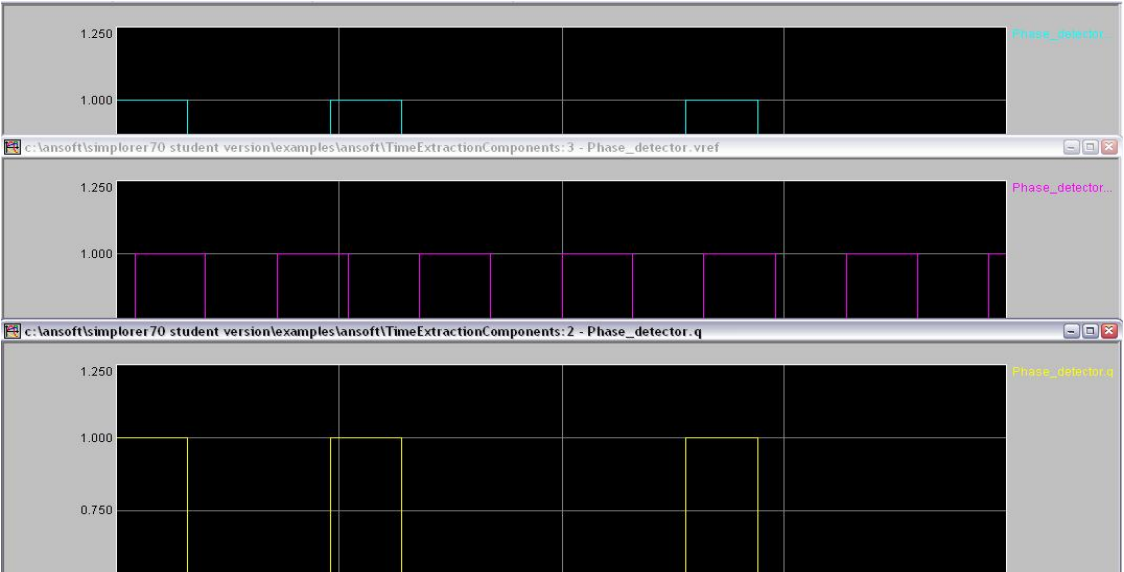 1.250
Phase_detector...
1.000
c:\ansoft\simplorer70 student version\examples\ansoft\TimeExtractionComponents:3 - Phase_detector.vref
1.250
Phase_detector...
1.000
c:\ansoft\simplorer70 student version\examples\ansoft\TimeExtractionComponents:2 - Phase_detector.q
1.250
Phase_detector.q
1.000
0.750